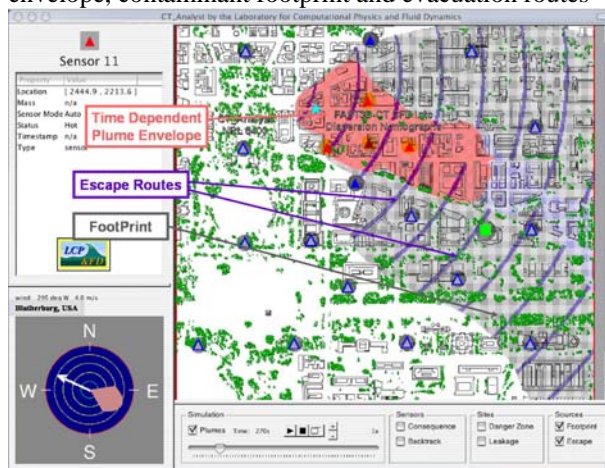 envelope, contaminant footprint and evacuation routes
CT_Analyst by the Laboratory for Computational Physics and Fluid Dynamics
Sensor 11
Property Value
Location [ 2444.9 , 2213.6 ]
Mass n/a
Sensor Mode Auto
Status Hot
Timestamp n/a
Type sensor
Time Dependent
Plume Envelope
Escape Routes
FootPrint
LCP
&FD
wind 295 deg N 4.0 m/s
Blatherburg, USA
N
W E
S
Simulation
Plumes Time: 270s 1x
Sensors
Consequence
Backtrack
Sites
Danger Zone
Leakage
Sources
Footprint
Escape